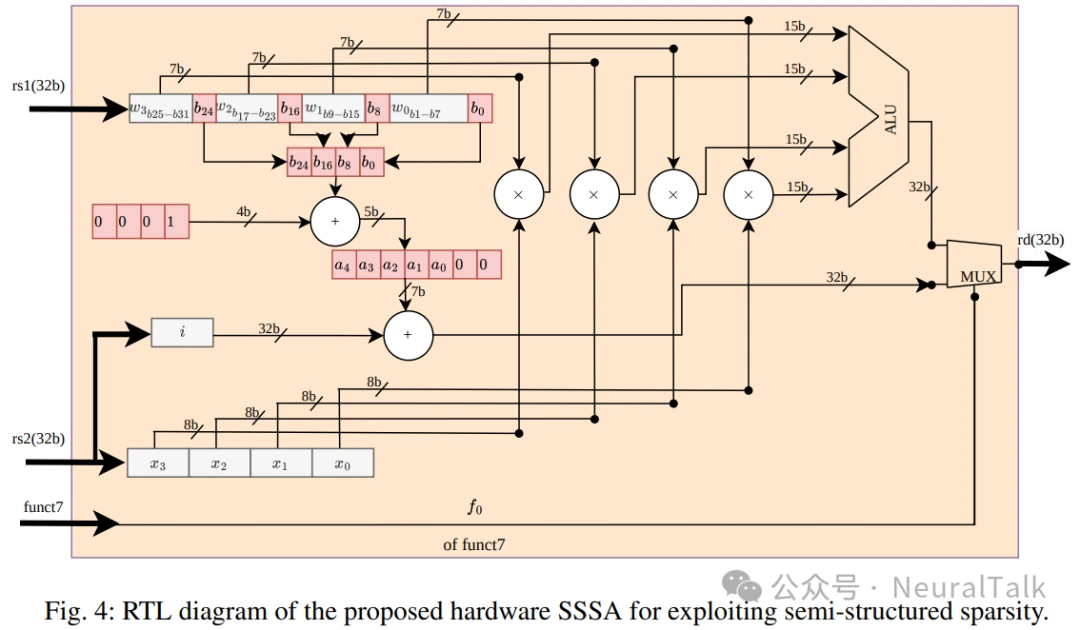 7b
15b
7b
7b
15b
7b
rs1(32b)
w3b25−b31 b24 w2b17−b23 b16 w1b9−b15 b8 w0b1−b7 b0
ALU
b24 b16 b8 b0
15b
15b
32b
× × × ×
0 0 0 1
4b
+
5b
a4 a3 a2 a1 a0 0 0
rd(32b)
MUX
7b
32b
i
32b
+
8b
8b
8b
8b
rs2(32b)
x3 x2 x1 x0
funct7
f0
of funct7
公众号 · NeuralTalk
Fig. 4: RTL diagram of the proposed hardware SSSA for exploiting semi-structured sparsity.